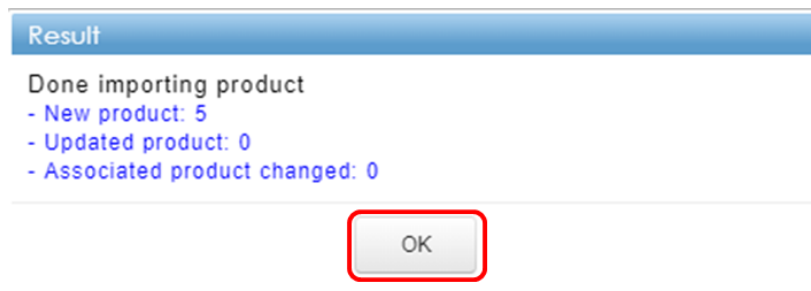 Result
Done importing product
- New product: 5
- Updated product: 0
- Associated product changed: 0
OK